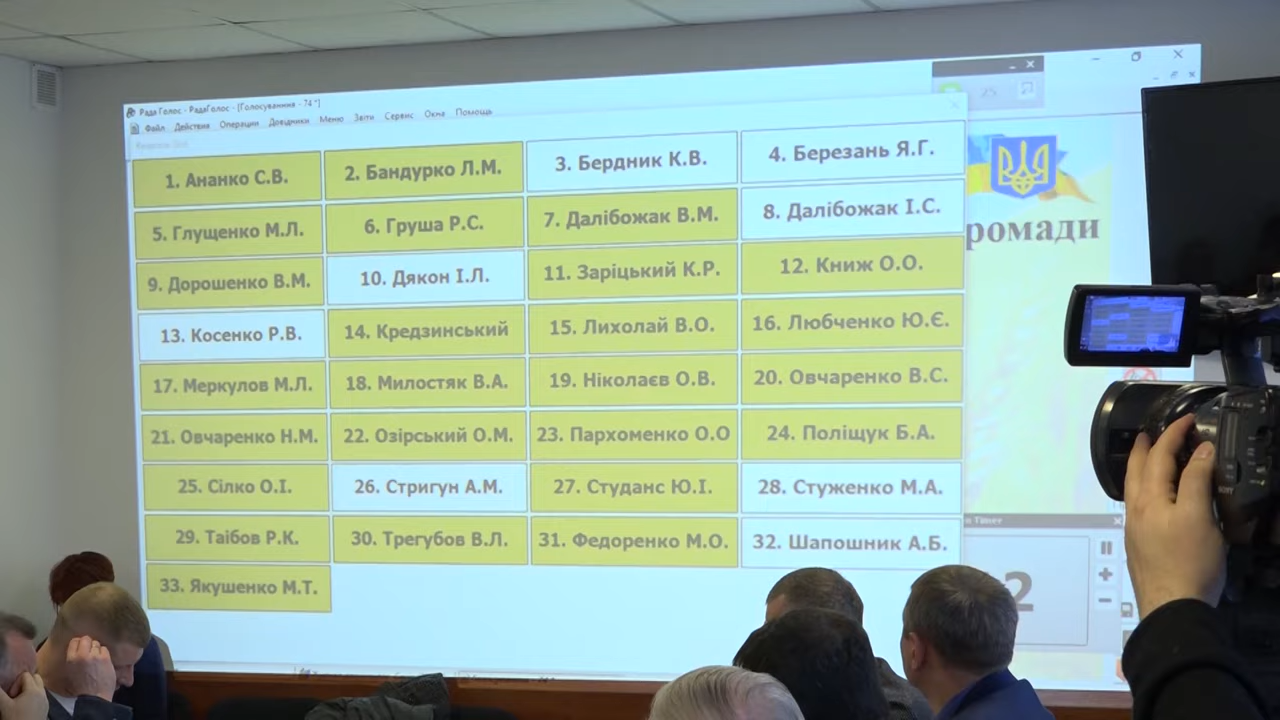 Рада Голос - РадаГолос - [Голосування - 74 *]
Файл Действия Операции Довідники Меню Звіти Сервис Окна Помощь
25
1. Ананко С.В. 2. Бандурко Л.М. 3. Бердник К.В. 4. Березань Я.Г.
5. Глущенко М.Л. 6. Груша Р.С. 7. Далібожак В.М. 8. Далібожак І.С.
ромади
9. Дорошенко В.М. 10. Дякон І.Л. 11. Заріцький К.Р. 12. Книж О.О.
13. Косенко Р.В. 14. Кредзинський 15. Лихолай В.О. 16. Любченко Ю.Є.
17. Меркулов М.Л. 18. Милостяк В.А. 19. Ніколаєв О.В. 20. Овчаренко В.С.
21. Овчаренко Н.М. 22. Озірський О.М. 23. Пархоменко О.О 24. Поліщук Б.А.
25. Сілко О.І. 26. Стригун А.М. 27. Студанс Ю.І. 28. Стуженко М.А.
29. Таібов Р.К. 30. Трегубов В.Л. 31. Федоренко М.О. 32. Шапошник А.Б.
33. Якушенко М.Т.
Timer
2
SONY